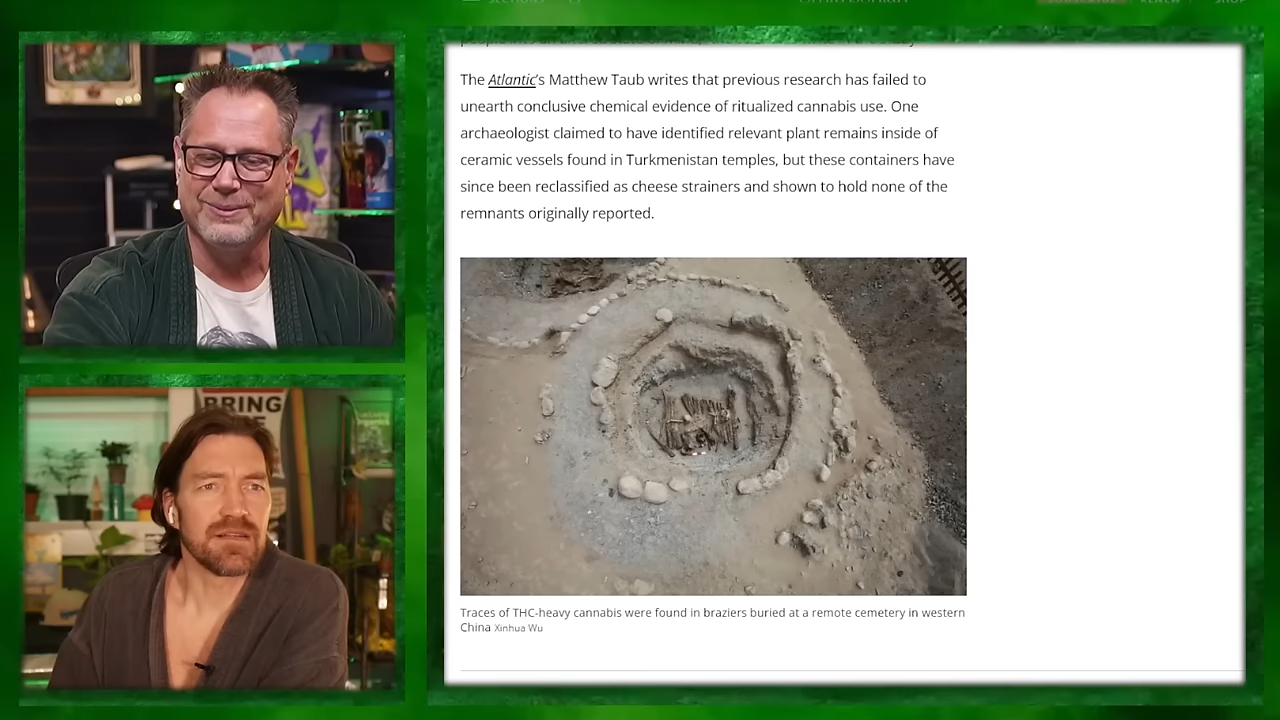 The Atlantic's Matthew Taub writes that previous research has failed to
unearth conclusive chemical evidence of ritualized cannabis use. One
archaeologist claimed to have identified relevant plant remains inside of
ceramic vessels found in Turkmenistan temples, but these containers have
since been reclassified as cheese strainers and shown to hold none of the
remnants originally reported.
Traces of THC-heavy cannabis were found in braziers buried at a remote cemetery in western
China Xinhua Wu
BRING